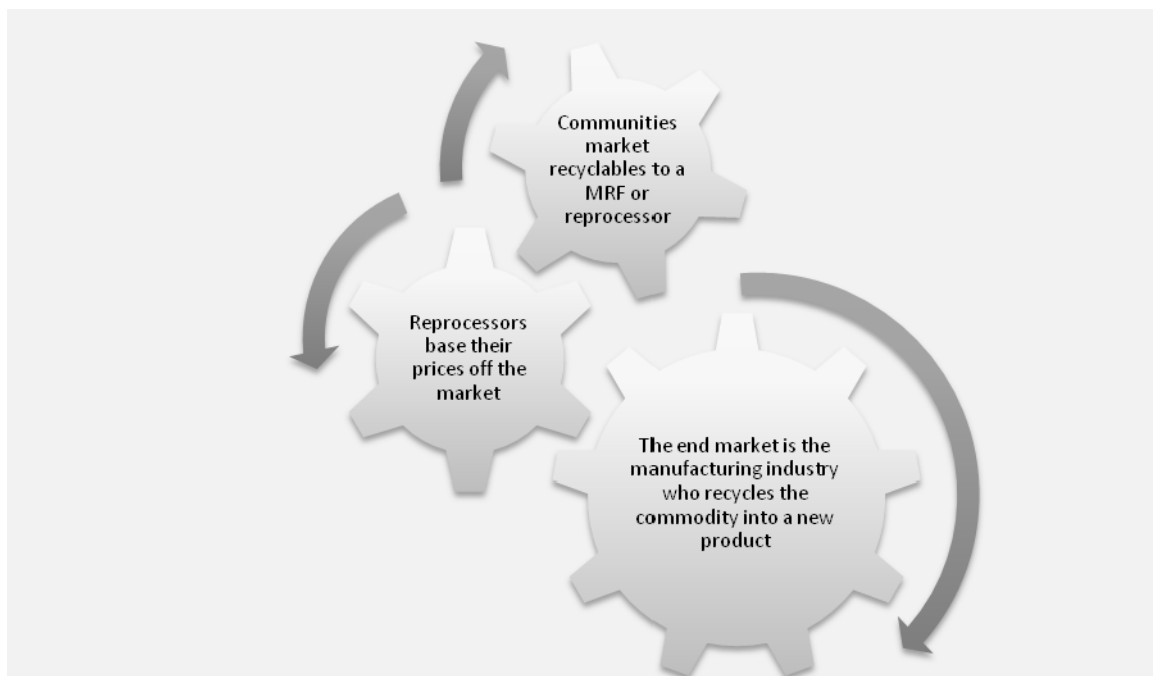 Communities
market
recyclables to a
MRF or
reprocessor
Reprocessors
base their
prices off the
market
The end market is the
manufacturing industry
who recycles the
commodity into a new
product